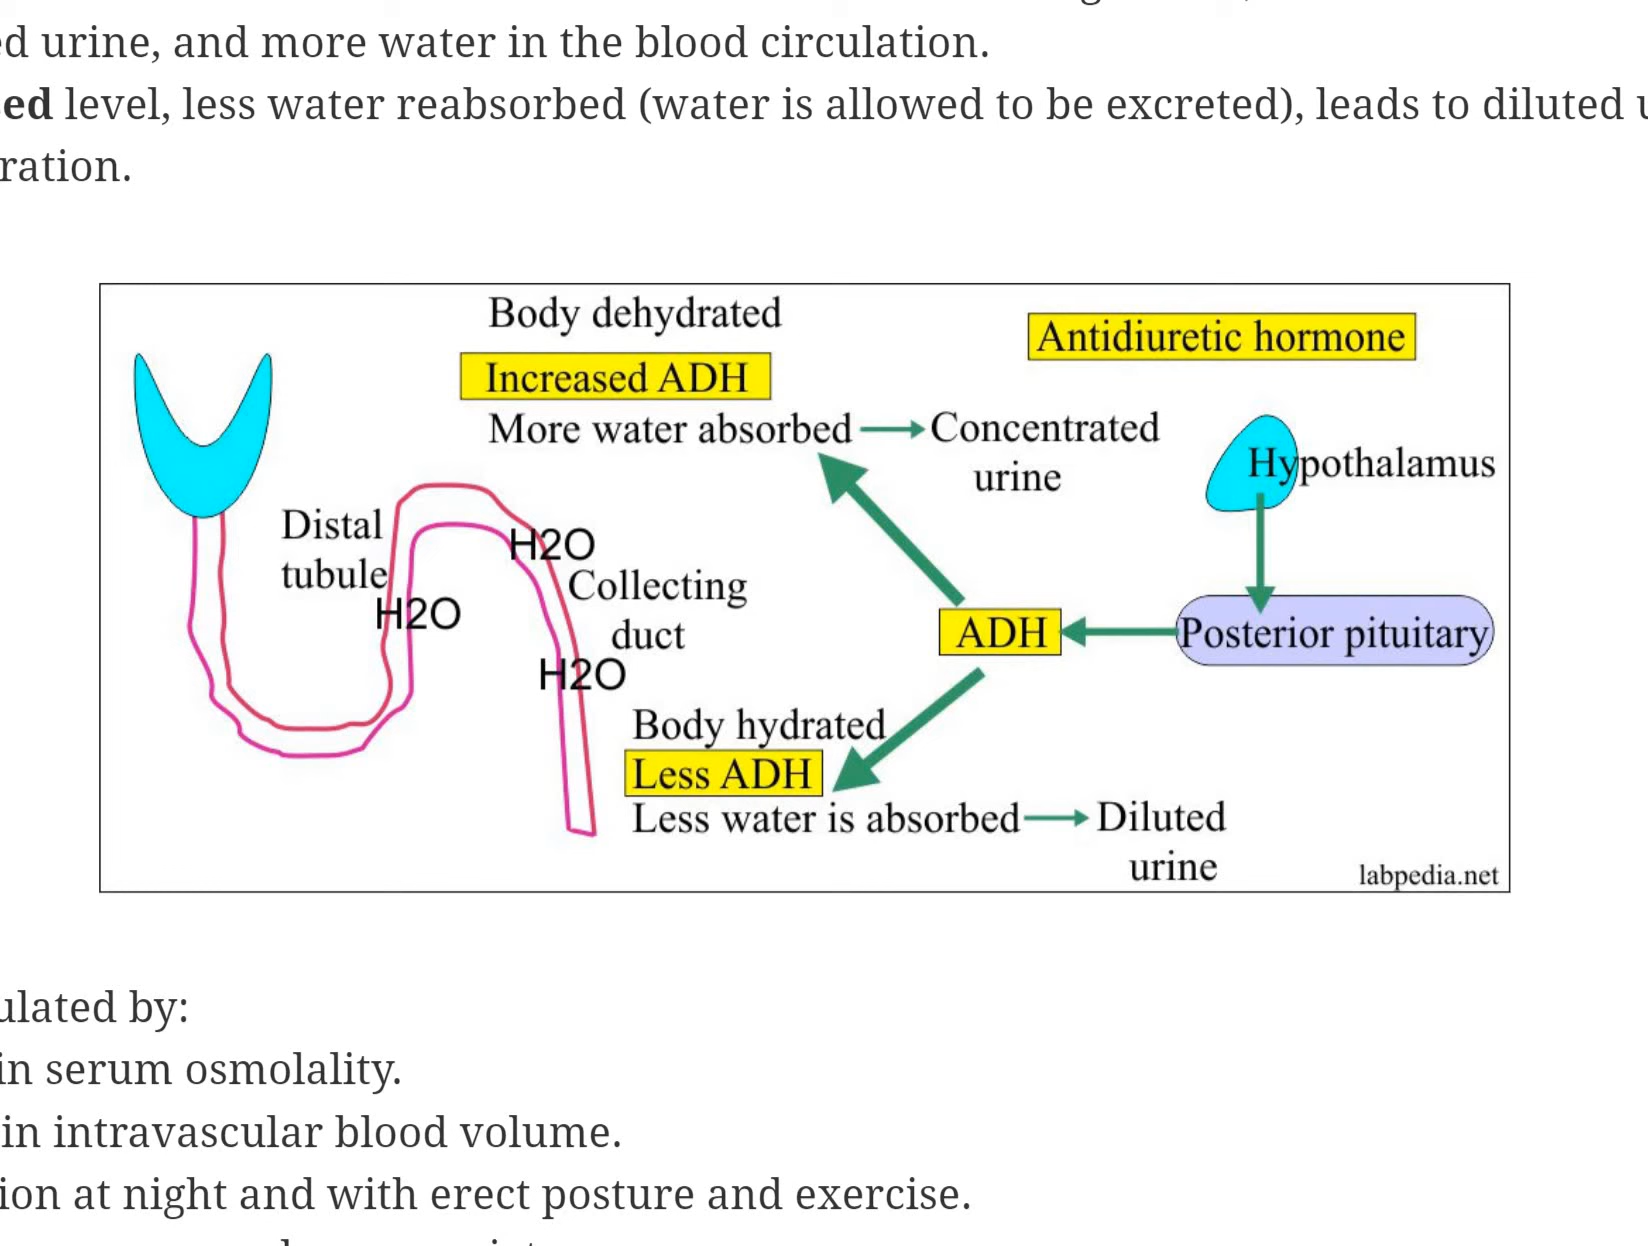 ed urine, and more water in the blood circulation.
ed level, less water reabsorbed (water is allowed to be excreted), leads to diluted
ration.
Body dehydrated
Antidiuretic hormone
Increased ADH
More water absorbed
Concentrated
urine
Hypothalamus
Distal
tubule
H2O
H2O
Collecting
duct
H2O
ADH
Posterior pituitary
Body hydrated
Less ADH
Less water is absorbed
Diluted
urine
labpedia.net
ulated by:
in serum osmolality.
in intravascular blood volume.
ion at night and with erect posture and exercise.